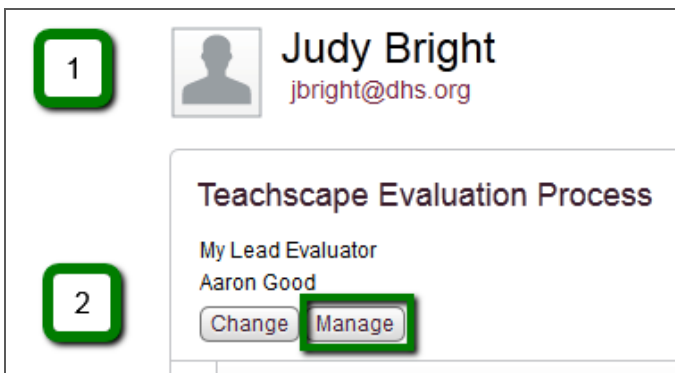 1
Judy Bright
jbright@dhs.org
Teachscape Evaluation Process
My Lead Evaluator
Aaron Good
2
Change Manage